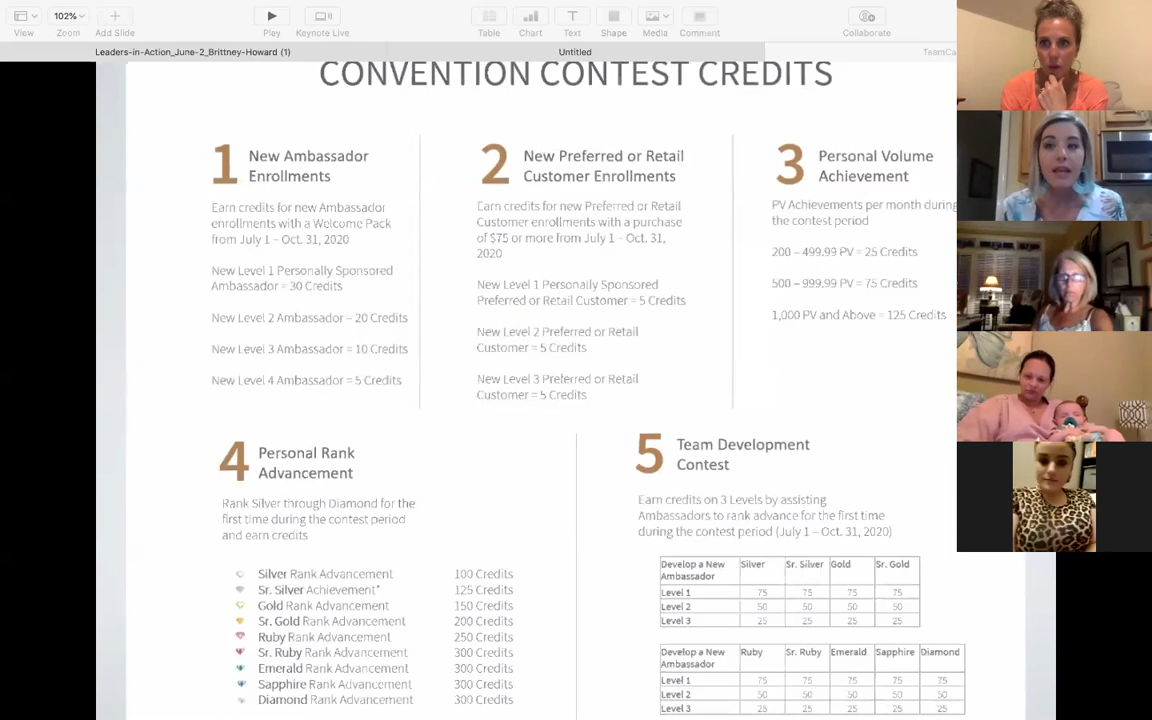 102%
View
Zoom
Add Slide
Play
Keynote Live
Table
Chart
Text
Shape
Media
Comment
Collaborate
Leaders-in-Action_June-2_Brittney-Howard (1)
Untitled
CONVENTION CONTEST CREDITS
1 New Ambassador
Enrollments
Earn credits for new Ambassador
enrollments with a Welcome Pack
from July 1 – Oct. 31, 2020
New Level 1 Personally Sponsored
Ambassador = 30 Credits
New Level 2 Ambassador = 20 Credits
New Level 3 Ambassador = 10 Credits
New Level 4 Ambassador = 5 Credits
2 New Preferred or Retail
Customer Enrollments
Earn credits for new Preferred or Retail
Customer enrollments with a purchase
of $75 or more from July 1 – Oct. 31,
2020
New Level 1 Personally Sponsored
Preferred or Retail Customer = 5 Credits
New Level 2 Preferred or Retail
Customer = 5 Credits
New Level 3 Preferred or Retail
Customer = 5 Credits
3 Personal Volume
Achievement
PV Achievements per month during
the contest period
200 – 499.99 PV = 25 Credits
500 – 999.99 PV = 75 Credits
1,000 PV and Above = 125 Credits
4 Personal Rank
Advancement
Rank Silver through Diamond for the
first time during the contest period
and earn credits
Silver Rank Advancement 100 Credits
Sr. Silver Achievement* 125 Credits
Gold Rank Advancement 150 Credits
Sr. Gold Rank Advancement 200 Credits
Ruby Rank Advancement 250 Credits
Sr. Ruby Rank Advancement 300 Credits
Emerald Rank Advancement 300 Credits
Sapphire Rank Advancement 300 Credits
Diamond Rank Advancement 300 Credits
5 Team Development
Contest
Earn credits on 3 Levels by assisting
Ambassadors to rank advance for the first time
during the contest period (July 1 – Oct. 31, 2020)
Develop a New Ambassador Silver Sr. Silver Gold Sr. Gold
Level 1 75 75 75 75
Level 2 50 50 50 50
Level 3 25 25 25 25
Develop a New Ambassador Ruby Sr. Ruby Emerald Sapphire Diamond
Level 1 75 75 75 75 75
Level 2 50 50 50 50 50
Level 3 25 25 25 25 25